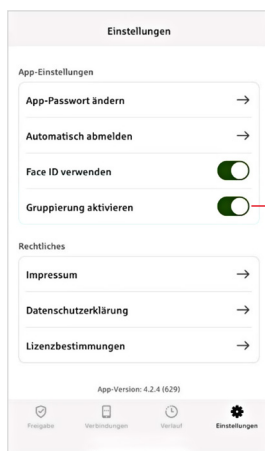 Einstellungen
App-Einstellungen
App-Passwort ändern
Automatisch abmelden
Face ID verwenden
Gruppierung aktivieren
Rechtliches
Impressum
Datenschutzerklärung
Lizenzbestimmungen
App-Version: 4.2.4 (629)
Freigabe Verbindungen Verlauf Einstellungen